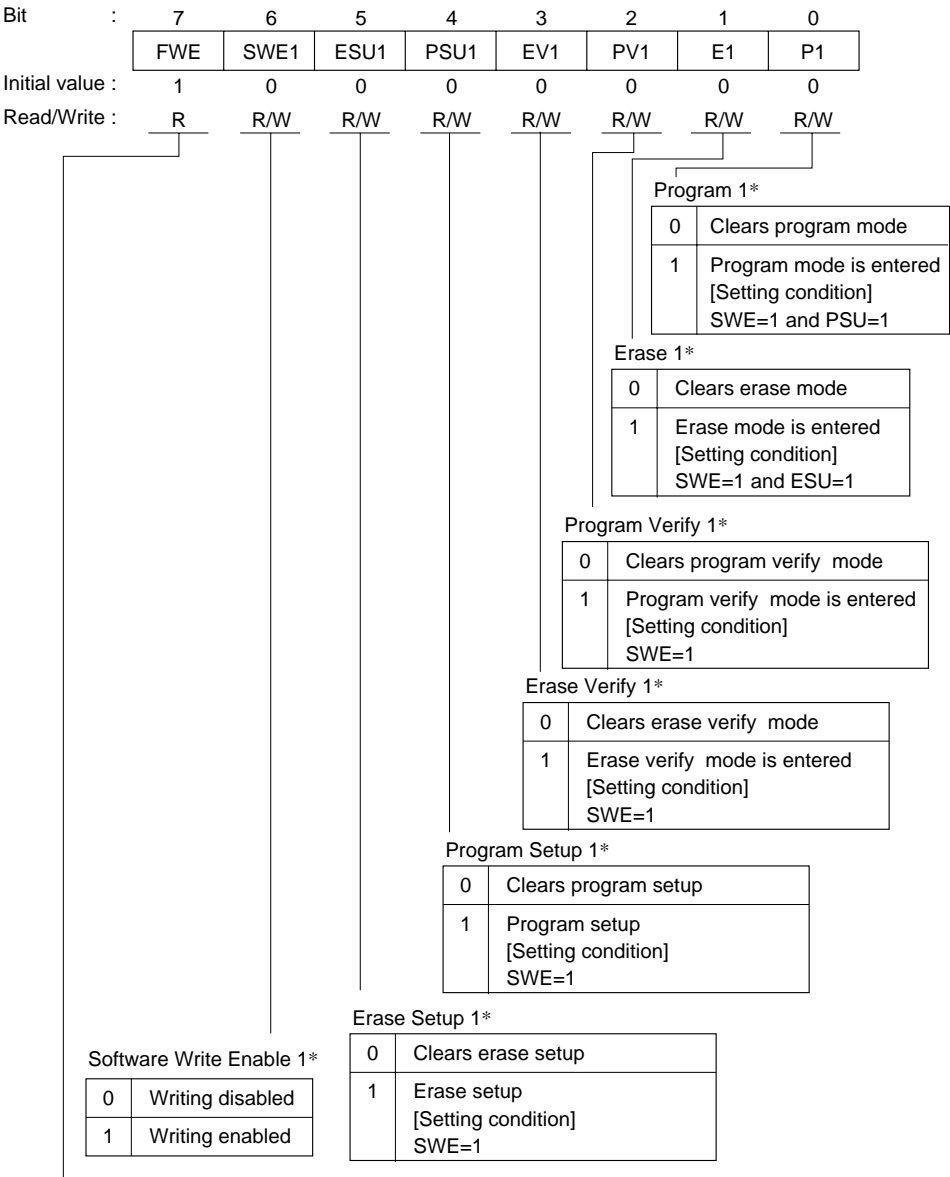 Bit : 7 6 5 4 3 2 1 0
FWE SWE1 ESU1 PSU1 EV1 PV1 E1 P1
Initial value : 1 0 0 0 0 0 0 0
Read/Write : R R/W R/W R/W R/W R/W R/W R/W
Program 1*
0 Clears program mode
1 Program mode is entered
[Setting condition]
SWE=1 and PSU=1
Erase 1*
0 Clears erase mode
1 Erase mode is entered
[Setting condition]
SWE=1 and ESU=1
Program Verify 1*
0 Clears program verify mode
1 Program verify mode is entered
[Setting condition]
SWE=1
Erase Verify 1*
0 Clears erase verify mode
1 Erase verify mode is entered
[Setting condition]
SWE=1
Program Setup 1*
0 Clears program setup
1 Program setup
[Setting condition]
SWE=1
Erase Setup 1*
0 Clears erase setup
1 Erase setup
[Setting condition]
SWE=1
Software Write Enable 1*
0 Writing disabled
1 Writing enabled